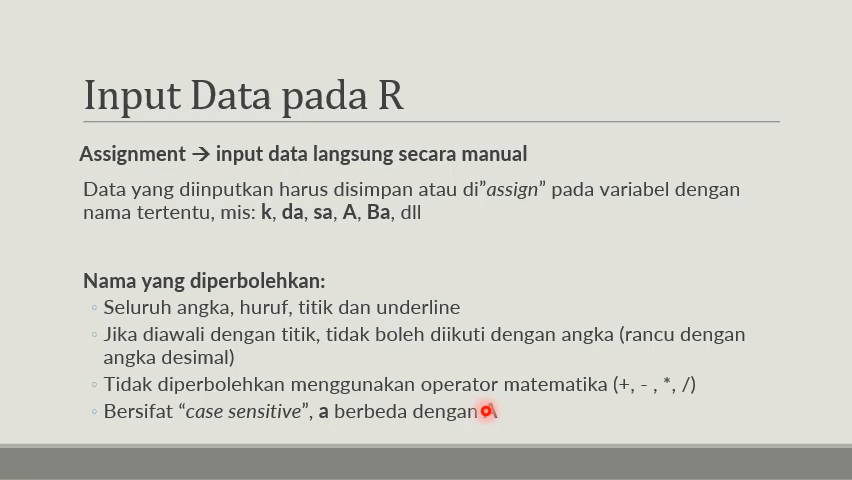 Input Data pada R
Assignment → input data langsung secara manual
Data yang diinputkan harus disimpan atau di”assign” pada variabel dengan
nama tertentu, mis: k, da, sa, A, Ba, dll
Nama yang diperbolehkan:
◦ Seluruh angka, huruf, titik dan underline
◦ Jika diawali dengan titik, tidak boleh diikuti dengan angka (rancu dengan
angka desimal)
◦ Tidak diperbolehkan menggunakan operator matematika (+, - , *, /)
◦ Bersifat “case sensitive”, a berbeda dengan A